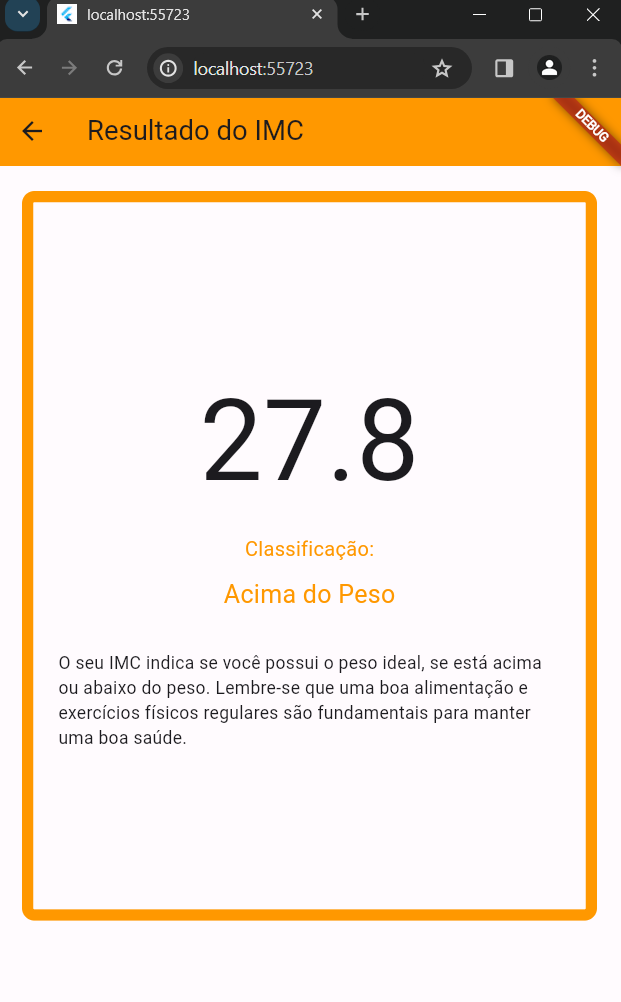 localhost:55723
localhost:55723
Resultado do IMC
DEBUG
27.8
Classificação:
Acima do Peso
O seu IMC indica se você possui o peso ideal, se está acima
ou abaixo do peso. Lembre-se que uma boa alimentação e
exercícios físicos regulares são fundamentais para manter
uma boa saúde.